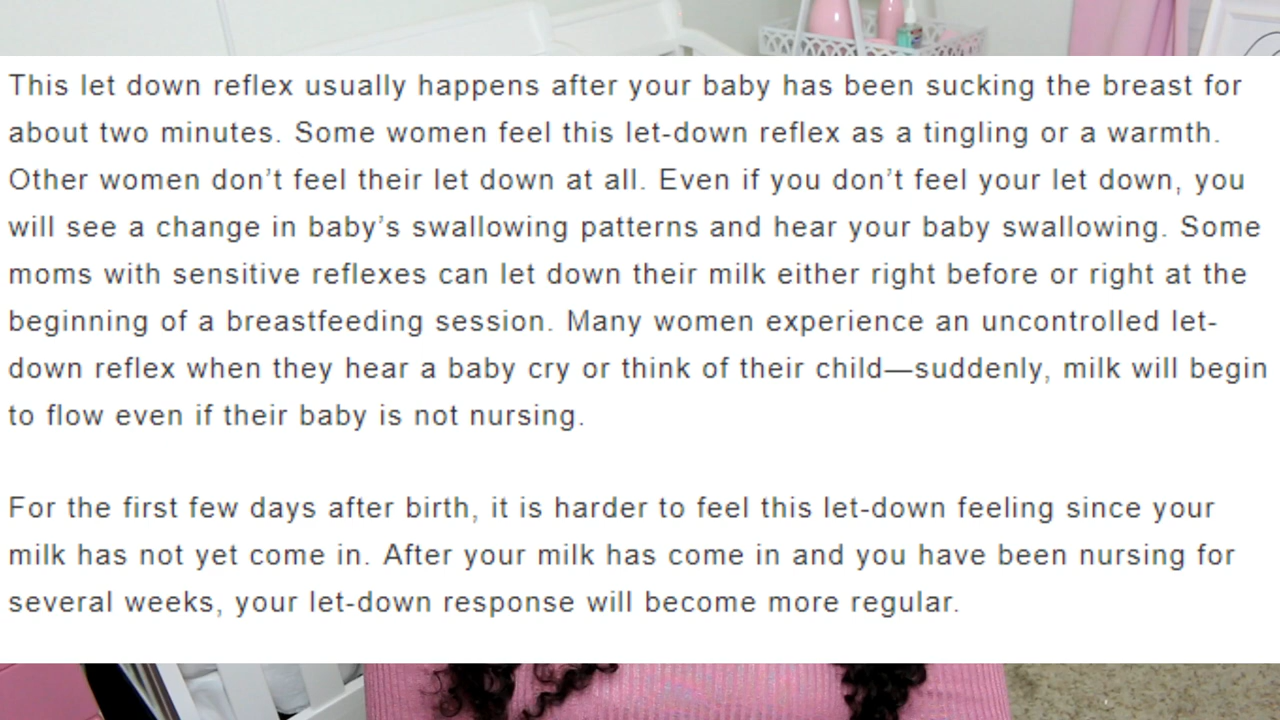 This let down reflex usually happens after your baby has been sucking the breast for
about two minutes. Some women feel this let-down reflex as a tingling or a warmth.
Other women don’t feel their let down at all. Even if you don’t feel your let down, you
will see a change in baby’s swallowing patterns and hear your baby swallowing. Some
moms with sensitive reflexes can let down their milk either right before or right at the
beginning of a breastfeeding session. Many women experience an uncontrolled let-
down reflex when they hear a baby cry or think of their child—suddenly, milk will begin
to flow even if their baby is not nursing.
For the first few days after birth, it is harder to feel this let-down feeling since your
milk has not yet come in. After your milk has come in and you have been nursing for
several weeks, your let-down response will become more regular.